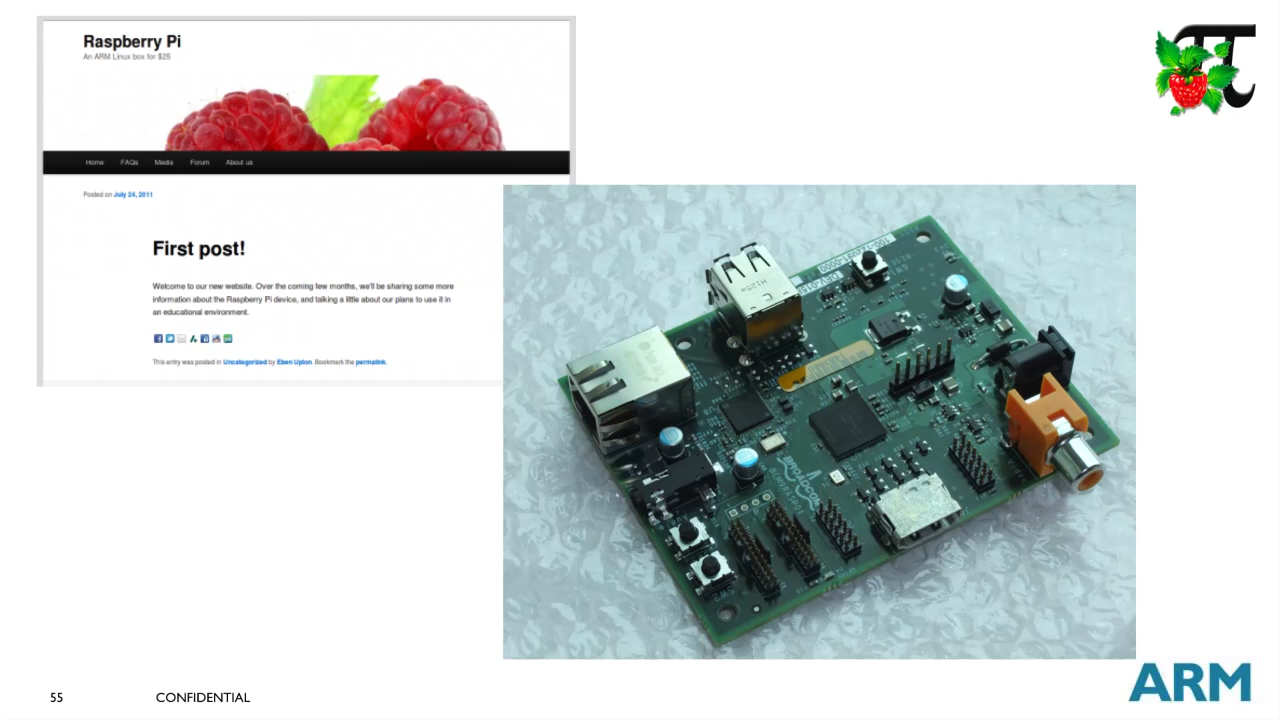 Raspberry Pi
An ARM Linux box for $25
Home FAQs Media Forum About us
Posted on July 24, 2011
First post!
Welcome to our new website. Over the coming few months, we'll be sharing some more
information about the Raspberry Pi device, and talking a little about our plans to use it in
an educational environment.
This entry was posted in Uncategorized by Eben Upton. Bookmark the permalink.
BROADCOM
55 CONFIDENTIAL
ARM